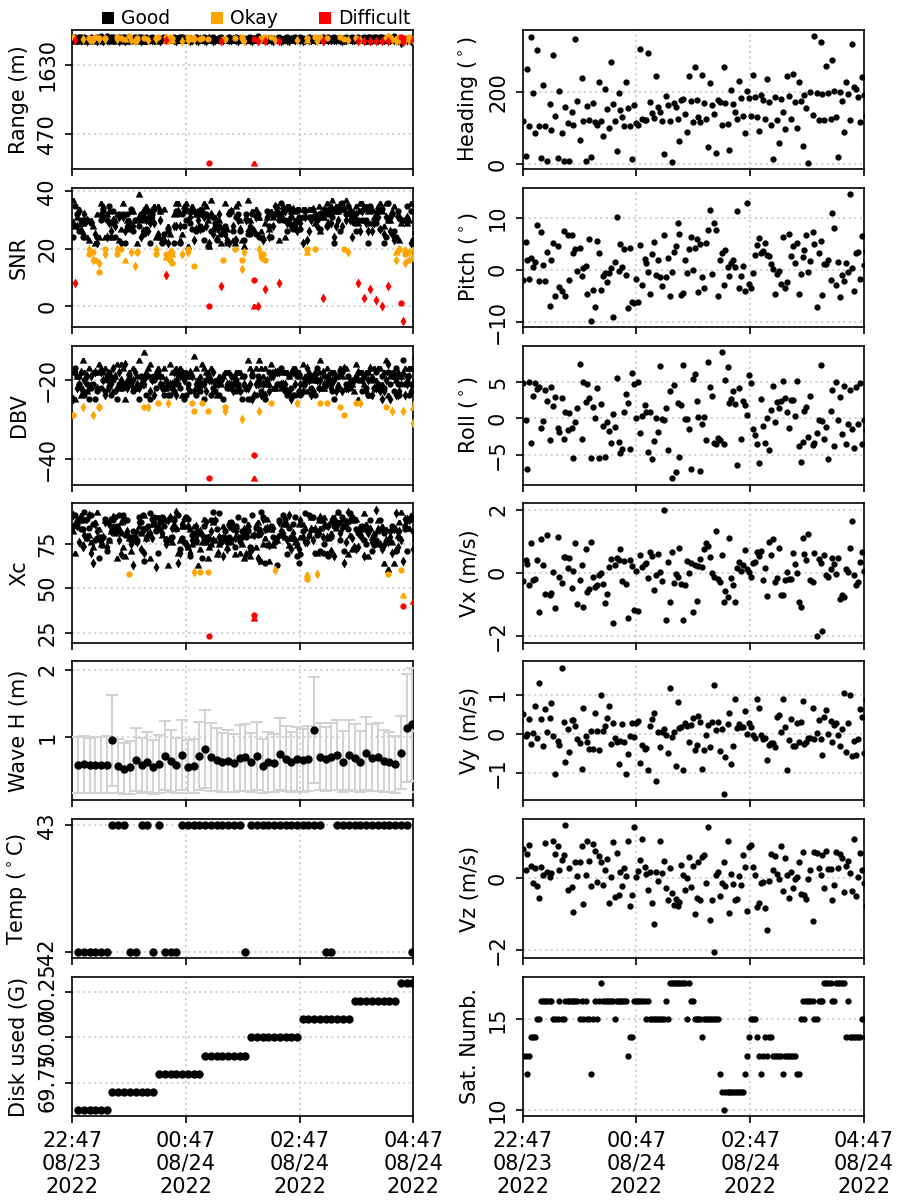 Good Okay Difficult
Range (m)
1630
470
Heading (°)
200
0
SNR
40
20
0
Pitch (°)
10
0
−10
DBV
−20
−40
Roll (°)
5
0
−5
Xc
75
50
25
Vx (m/s)
2
0
−2
Wave H (m)
2
1
Vy (m/s)
1
0
−1
Temp (°C)
43
42
Vz (m/s)
0
−2
Disk used (G)
70.25
70.00
69.75
Sat. Numb.
15
10
22:47 00:47 02:47 04:47 22:47 00:47 02:47 04:47
08/23 08/24 08/24 08/24 08/23 08/24 08/24 08/24
2022 2022 2022 2022 2022 2022 2022 2022